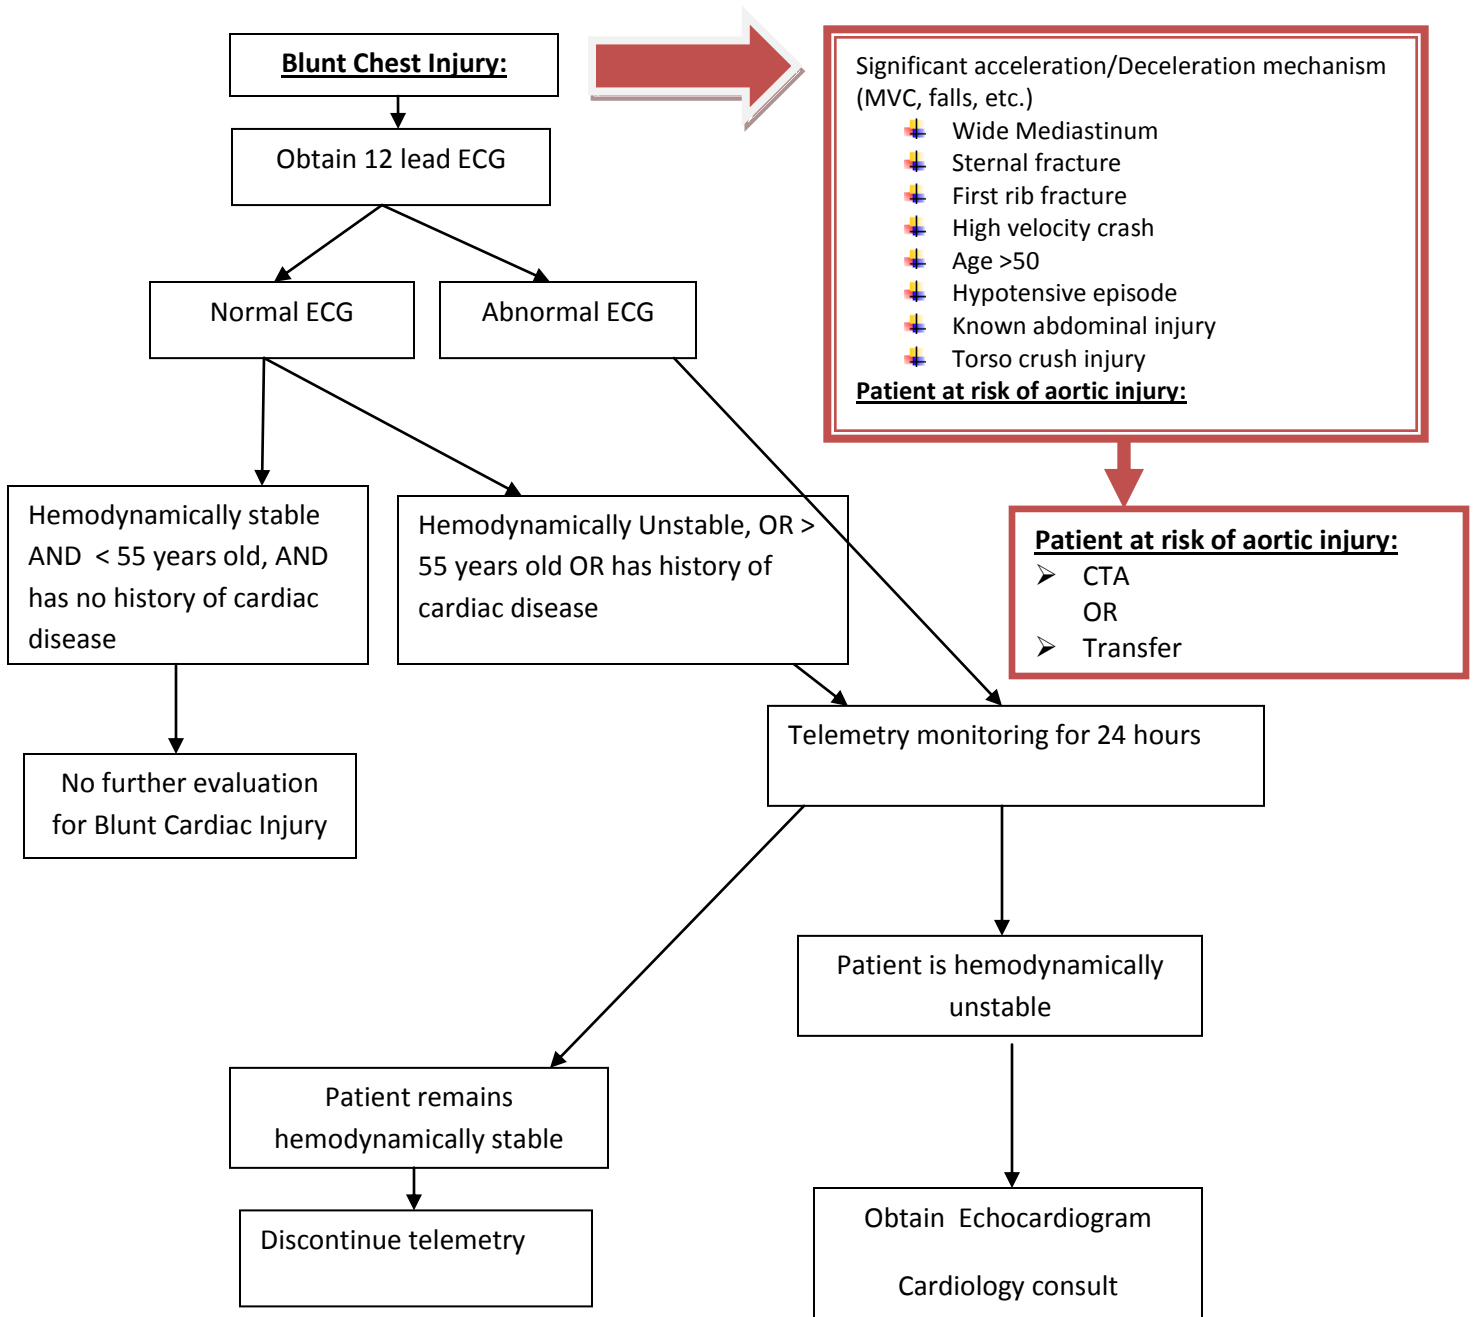 Blunt Chest Injury:
Obtain 12 lead ECG
Normal ECG
Abnormal ECG
Hemodynamically stable
AND < 55 years old, AND
has no history of cardiac
disease
Hemodynamically Unstable, OR >
55 years old OR has history of
cardiac disease
No further evaluation
for Blunt Cardiac Injury
Telemetry monitoring for 24 hours
Patient is hemodynamically
unstable
Patient remains
hemodynamically stable
Discontinue telemetry
Obtain Echocardiogram
Cardiology consult
Significant acceleration/Deceleration mechanism
(MVC, falls, etc.)
Wide Mediastinum
Sternal fracture
First rib fracture
High velocity crash
Age >50
Hypotensive episode
Known abdominal injury
Torso crush injury
Patient at risk of aortic injury:
Patient at risk of aortic injury:
➢ CTA
OR
➢ Transfer